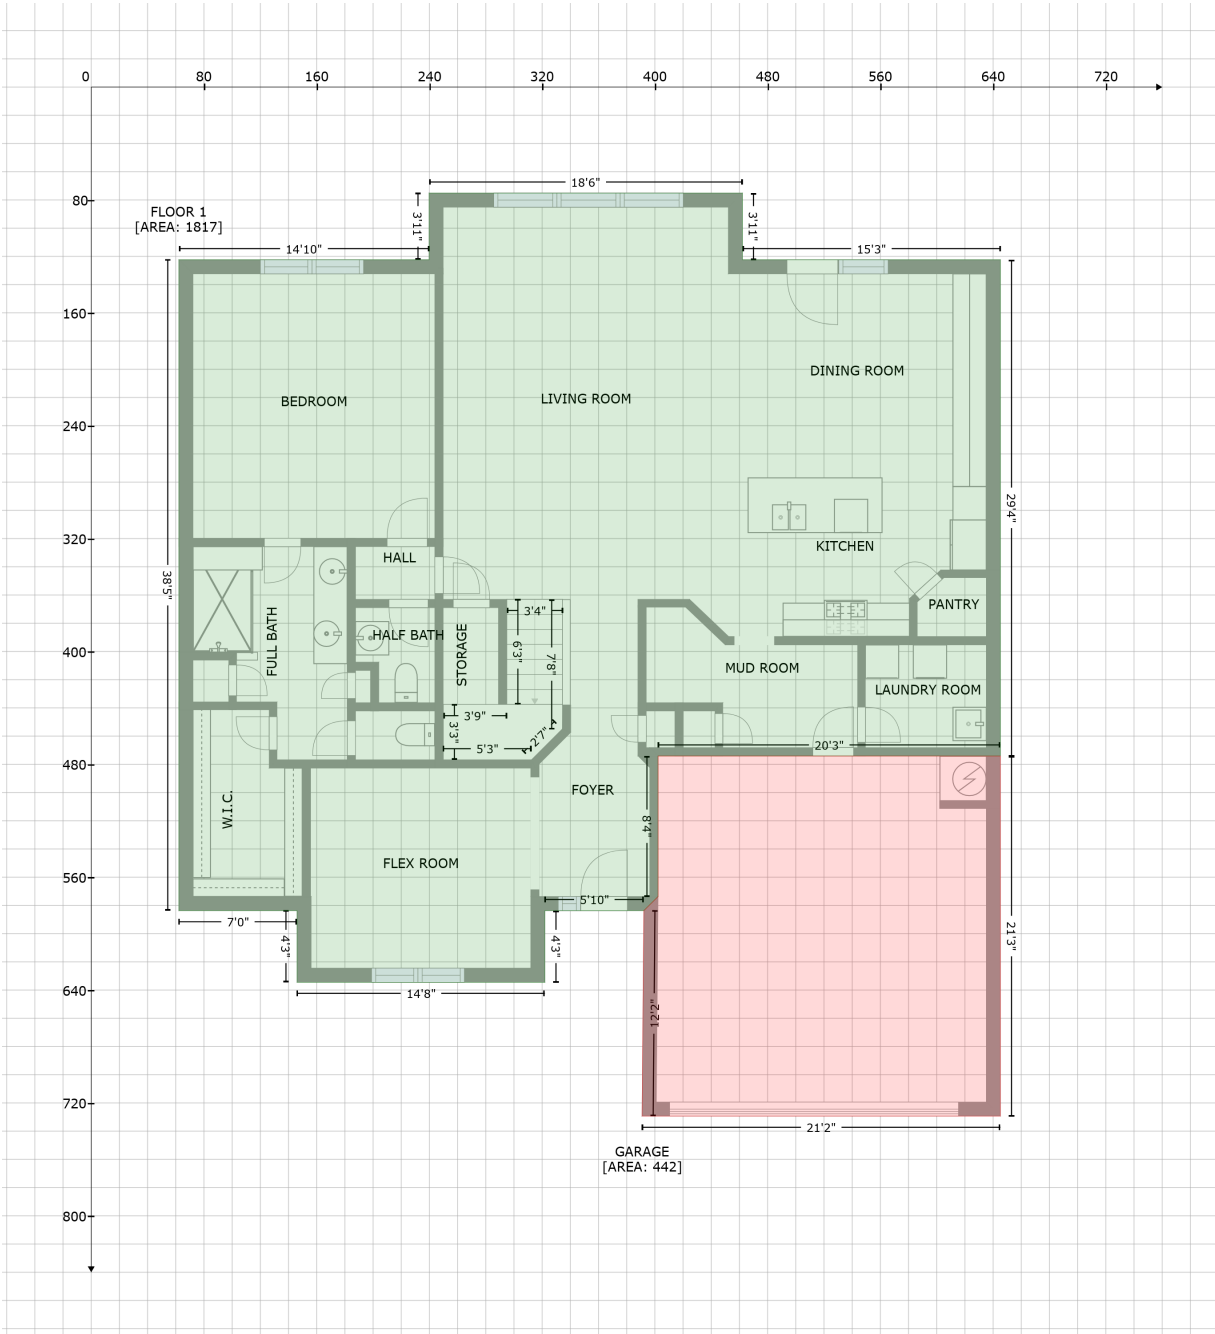 0
80
160
240
320
400
480
560
640
720
80
160
240
320
400
480
560
640
720
800
FLOOR 1
[AREA: 1817]
18'6"
3'11"
3'11"
14'10"
15'3"
BEDROOM
LIVING ROOM
DINING ROOM
KITCHEN
29'4"
38'5"
HALL
PANTRY
FULL BATH
HALF BATH
STORAGE
3'4"
6'3"
7'8"
MUD ROOM
LAUNDRY ROOM
3'9"
3'3"
5'3"
2'7"
20'3"
FOYER
W.I.C.
8'4"
FLEX ROOM
5'10"
7'0"
4'3"
4'3"
14'8"
21'3"
12'2"
21'2"
GARAGE
[AREA: 442]